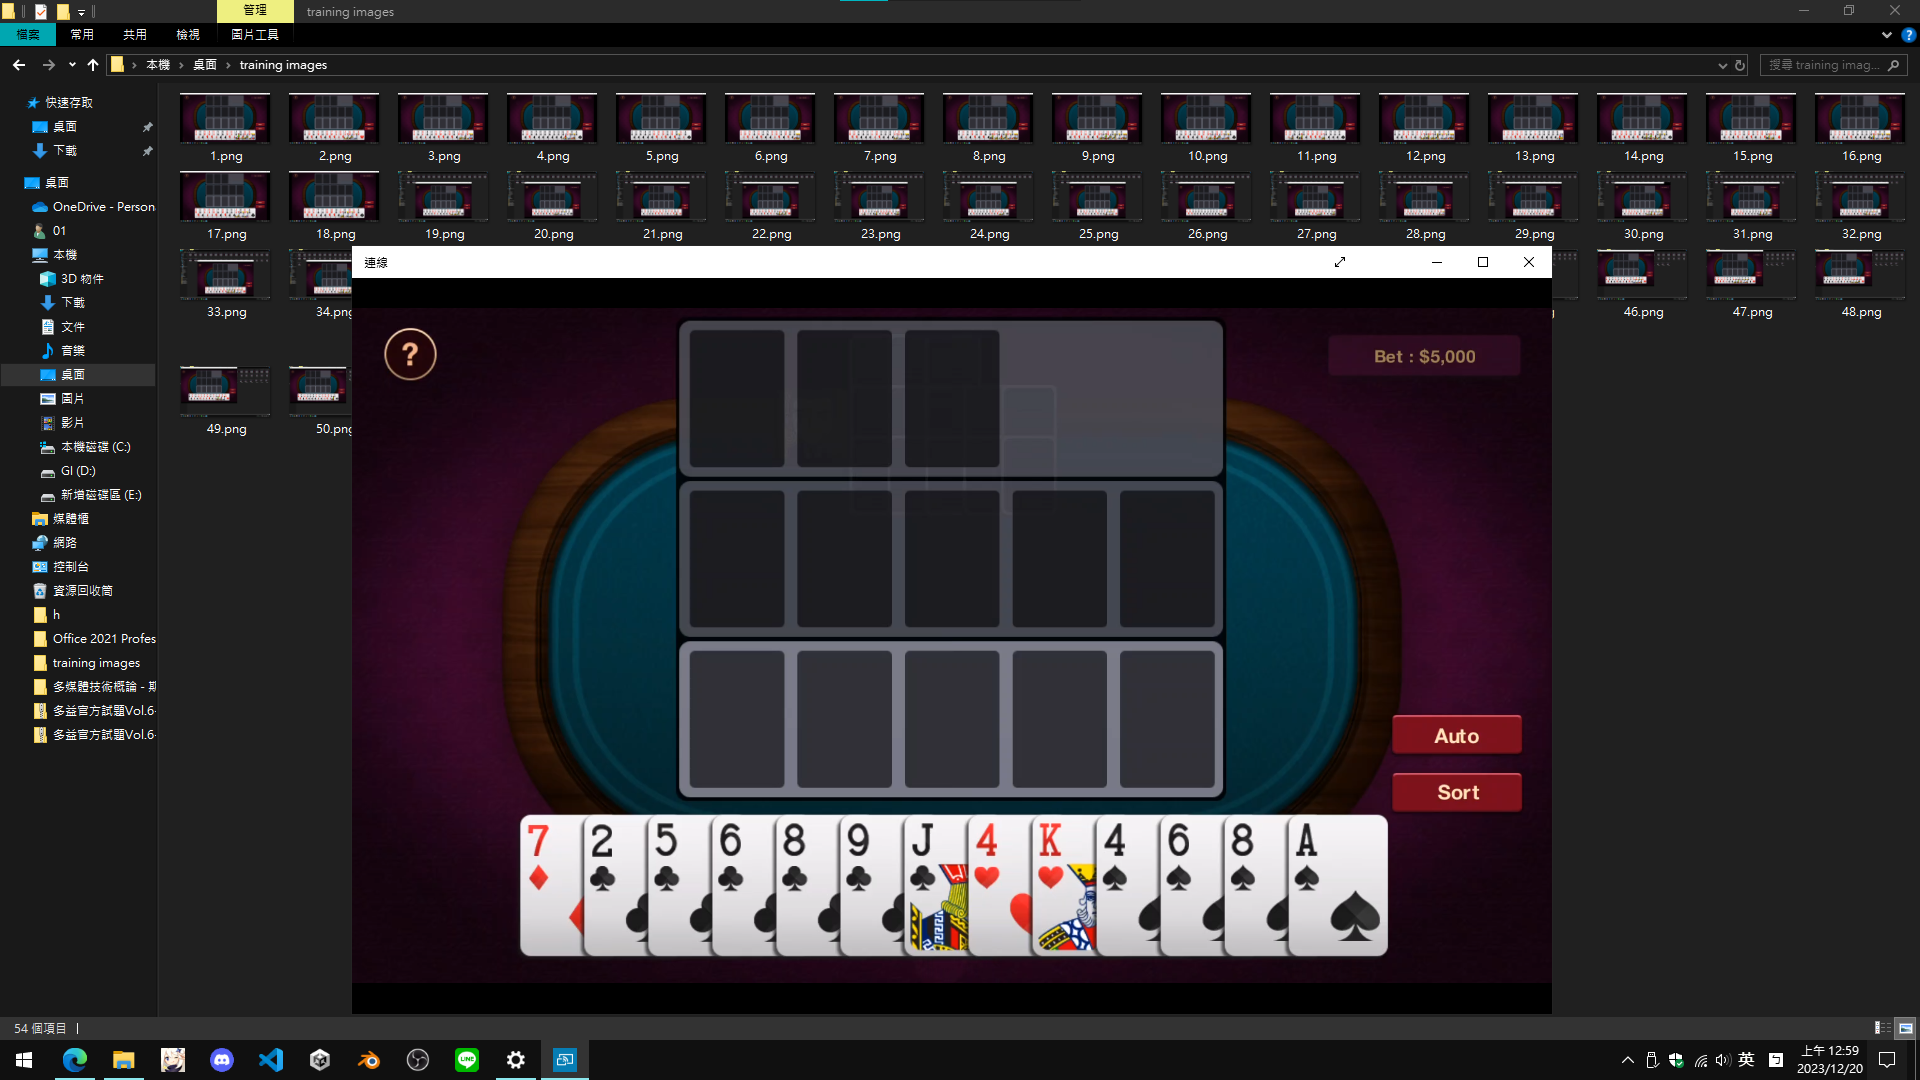 管理
training images
檔案
常用
共用
檢視
圖片工具
本機
桌面
training images
搜尋 training imag...
快速存取
桌面
下載
桌面
OneDrive - Person
01
本機
3D 物件
下載
文件
音樂
桌面
圖片
影片
本機磁碟 (C:)
GI (D:)
新增磁碟區 (E:)
媒體櫃
網路
控制台
資源回收筒
h
Office 2021 Profes
training images
多媒體技術概論 - 期
多益官方試題Vol.6-
多益官方試題Vol.6-
1.png
2.png
3.png
4.png
5.png
6.png
7.png
8.png
9.png
10.png
11.png
12.png
13.png
14.png
15.png
16.png
17.png
18.png
19.png
20.png
21.png
22.png
23.png
24.png
25.png
26.png
27.png
28.png
29.png
30.png
31.png
32.png
33.png
34.png
46.png
47.png
48.png
49.png
50.png
連線
?
Bet : $5,000
Auto
Sort
7
2
5
6
8
9
J
4
K
4
6
8
A
54 個項目
英
上午 12:59
2023/12/20